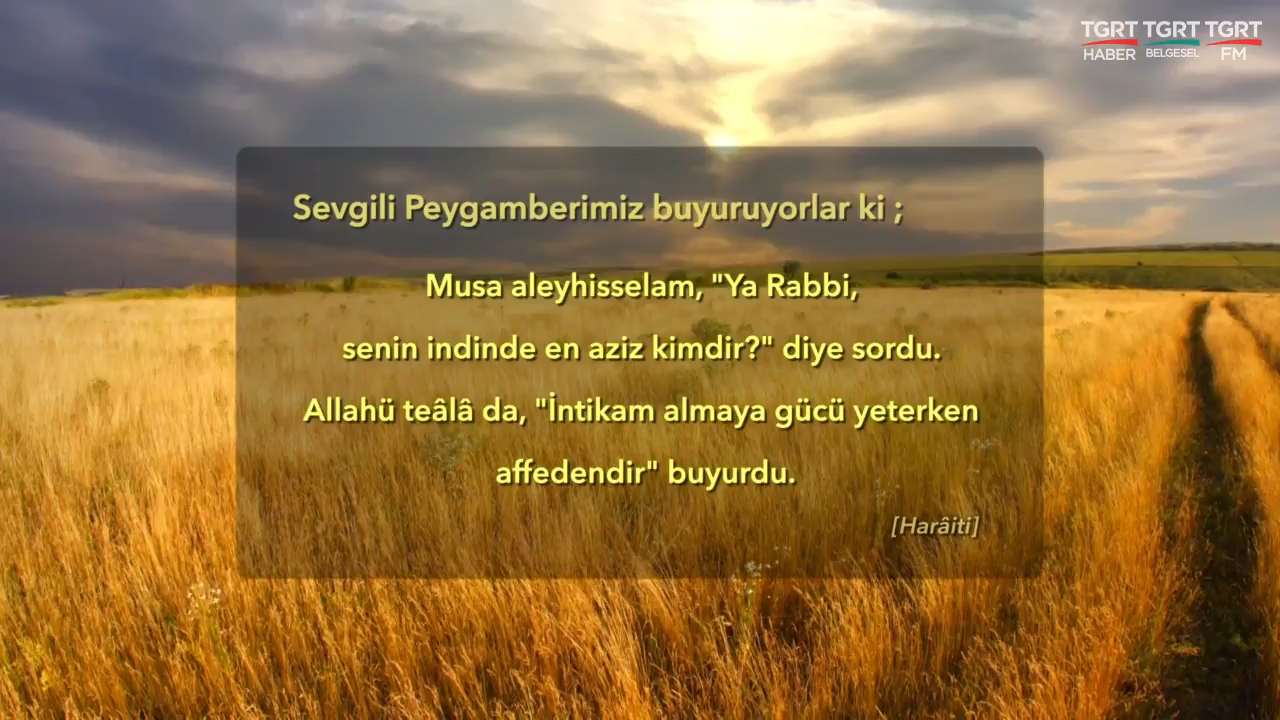 TGRT TGRT TGRT
HABER BELGESEL FM
Sevgili Peygamberimiz buyuruyorlar ki ;
Musa aleyhisselam, "Ya Rabbi,
senin indinde en aziz kimdir?" diye sordu.
Allahü teâlâ da, "İntikam almaya gücü yeterken
affedendir" buyurdu.
[Harâiti]